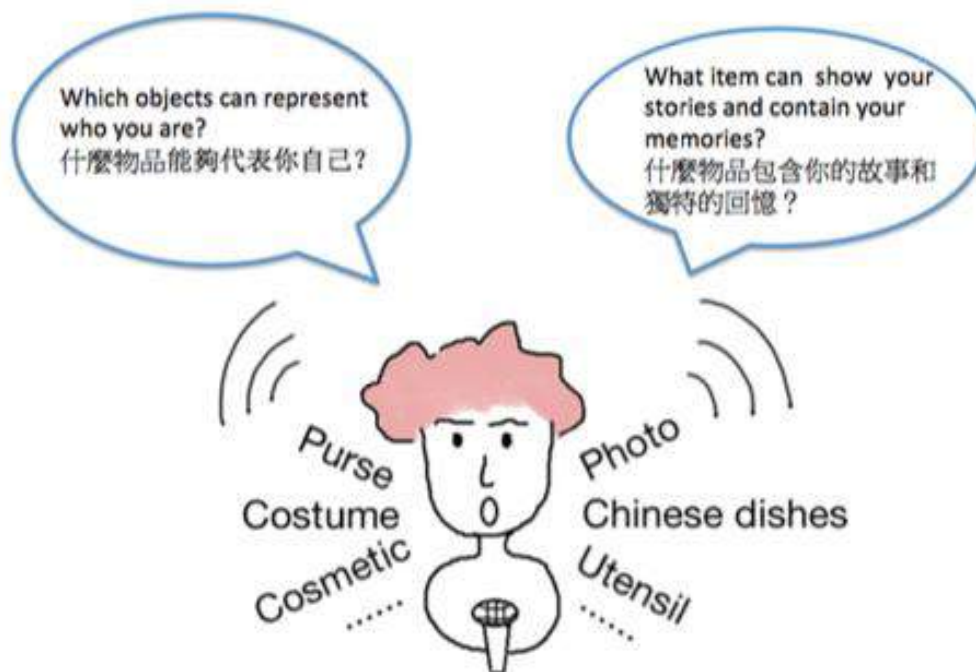 Which objects can represent
who you are?
什麼物品能夠代表你自己?
What item can show your
stories and contain your
memories?
什麼物品包含你的故事和
獨特的回憶？
Purse
Costume
Cosmetic
......
Photo
Chinese dishes
Utensil
......